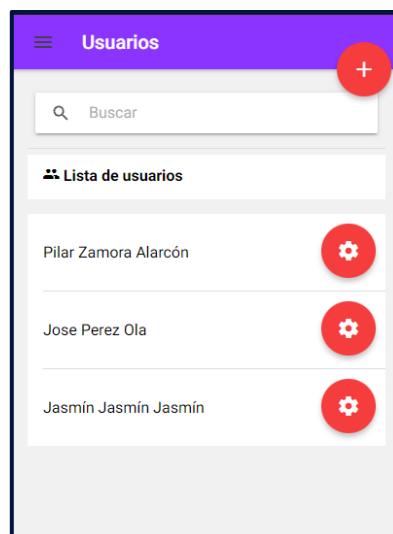 Usuarios
Buscar
Lista de usuarios
Pilar Zamora Alarcón
Jose Perez Ola
Jasmín Jasmín Jasmín